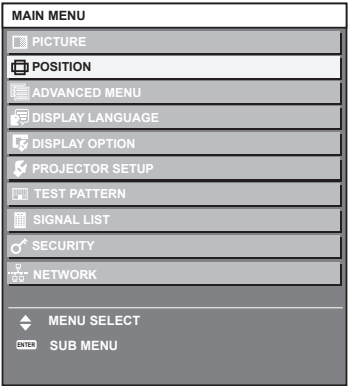 MAIN MENU
PICTURE
POSITION
ADVANCED MENU
DISPLAY LANGUAGE
DISPLAY OPTION
PROJECTOR SETUP
TEST PATTERN
SIGNAL LIST
SECURITY
NETWORK
MENU SELECT
ENTER SUB MENU